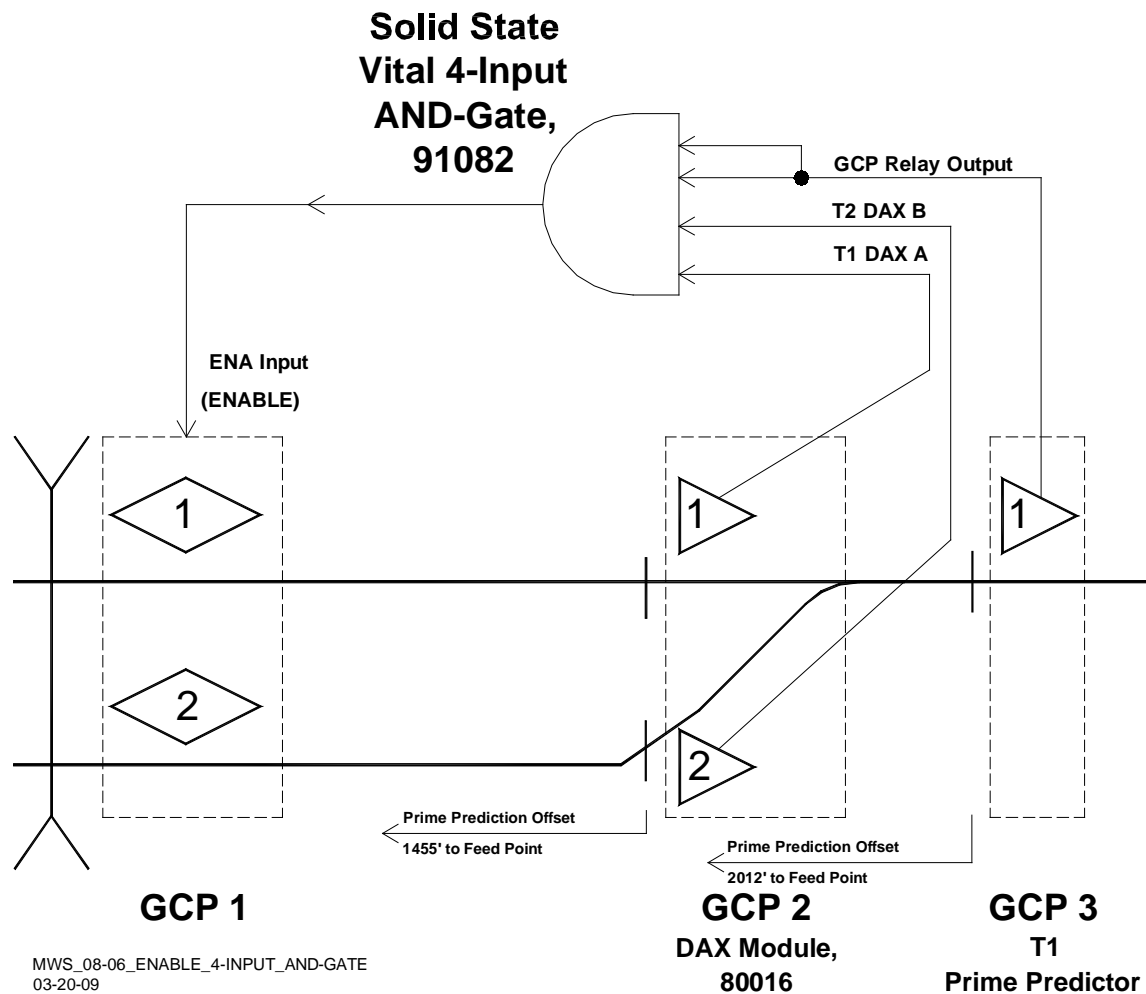 Solid State
Vital 4-Input
AND-Gate,
91082
GCP Relay Output
T2 DAX B
T1 DAX A
ENA Input
(ENABLE)
1
1
1
2
2
Prime Prediction Offset
1455' to Feed Point
Prime Prediction Offset
2012' to Feed Point
GCP 1
GCP 2
DAX Module,
80016
GCP 3
T1
Prime Predictor
MWS_08-06_ENABLE_4-INPUT_AND-GATE
03-20-09